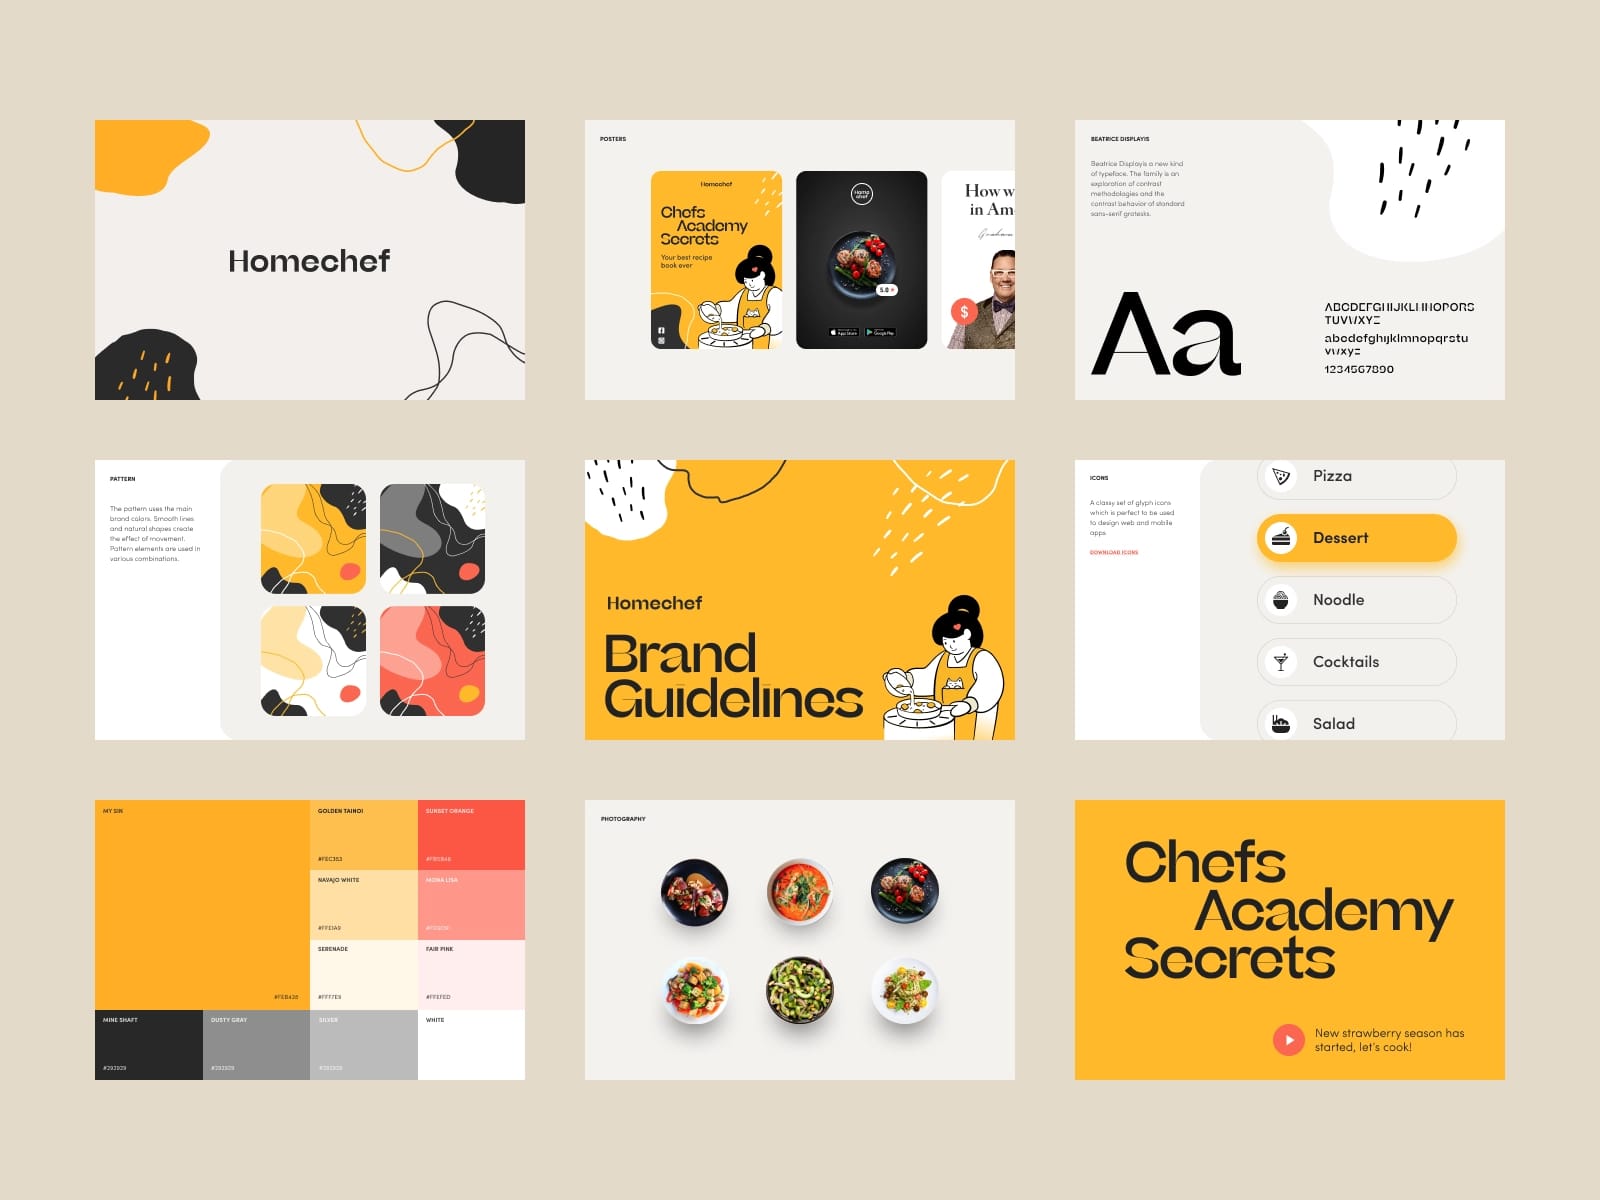 Homechef
POSTERS
Homechef
Chefs
Academy
Secrets
Your best recipe
book ever
Home
chef
5.0
App Store
Google Play
How w
in Am
Graham
$
BEATRICE DISPLAYIS
Beatrice Displayis a new kind
of typeface. The family is an
exploration of contrast
methodologies and the
contrast behavior of standard
sans-serif grotesks.
Aa
ABCDEFGHIJKLMNOPQRS
TUVWXYZ
abcdefghijklmnopqrstu
vwxyz
1234567890
PATTERN
The pattern uses the main
brand colors. Smooth lines
and natural shapes create
the effect of movement.
Pattern elements are used in
various combinations.
Homechef
Brand
Guidelines
ICONS
A classy set of glyph icons
which is perfect to be used
to design web and mobile
apps
DOWNLOAD ICONS
Pizza
Dessert
Noodle
Cocktails
Salad
MY SIN
#FEB428
GOLDEN TAINOI
#FEC353
SUNSET ORANGE
NAVAJO WHITE
#FFE1A9
MONA LISA
SERENADE
#FFF7E9
FAIR PINK
#FFEFED
MINE SHAFT
#292929
DUSTY GRAY
#292929
SILVER
#292929
WHITE
PHOTOGRAPHY
Chefs
Academy
Secrets
New strawberry season has
started, let's cook!